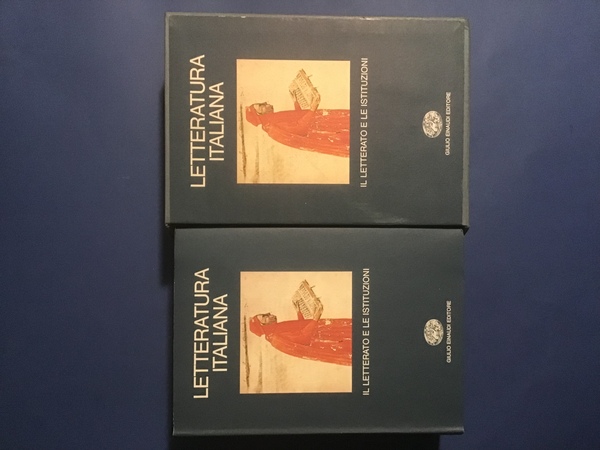 LETTERATURA
ITALIANA
IL LETTERATO E LE ISTITUZIONI
GIULIO EINAUDI EDITORE
LETTERATURA
ITALIANA
IL LETTERATO E LE ISTITUZIONI
GIULIO EINAUDI EDITORE